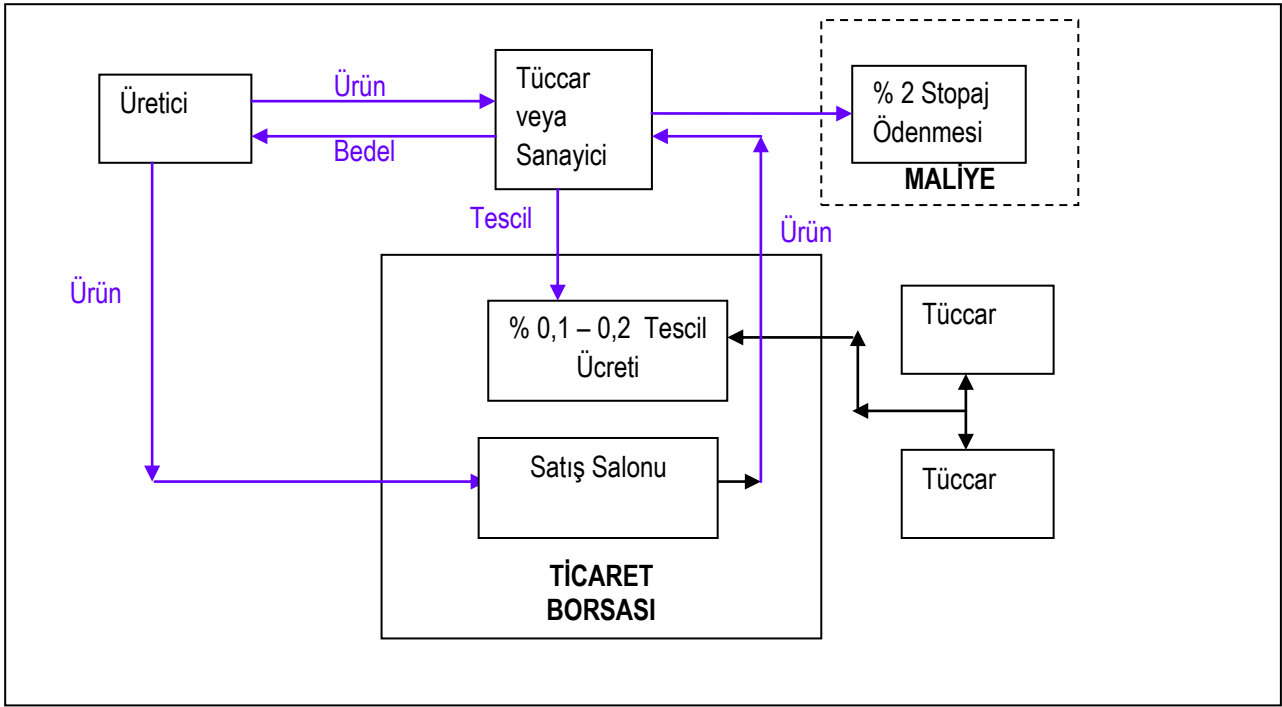 Üretici
Ürün
Bedel
Tüccar
veya
Sanayici
% 2 Stopaj
Ödenmesi
MALİYE
Tescil
Ürün
Ürün
% 0,1 – 0,2 Tescil
Ücreti
Tüccar
Satış Salonu
Tüccar
TİCARET
BORSASI